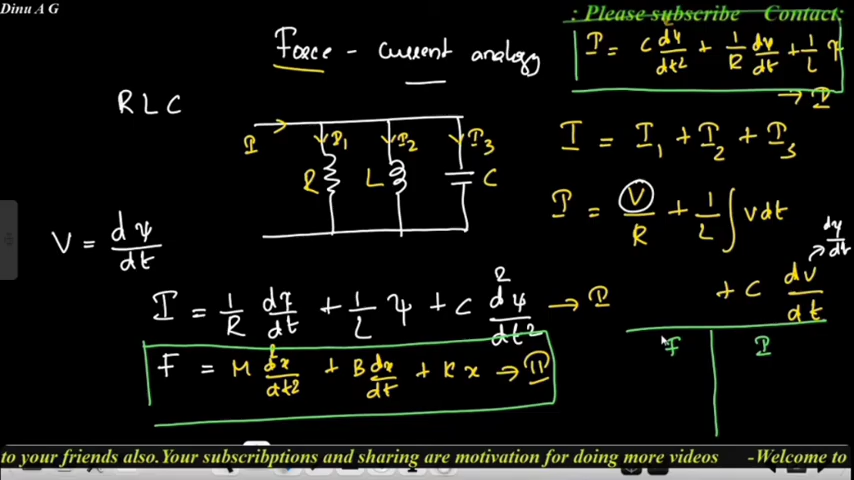 Dinu A G
: Please subscribe Contact:
Force - current analogy
I = C d²ψ/dt² + 1/R dψ/dt + 1/L ψ
→ I
RLC
I I₁ I₂ I₃
R L C
I = I₁ + I₂ + I₃
I = V/R + 1/L ∫ v dt
dψ/dt
+ C dv/dt
V = dψ/dt
I = 1/R dψ/dt + 1/L ψ + C d²ψ/dt² → I
F = M d²x/dt² + B dx/dt + K x → II
F I
to your friends also.Your subscribptions and sharing are motivation for doing more videos -Welcome to